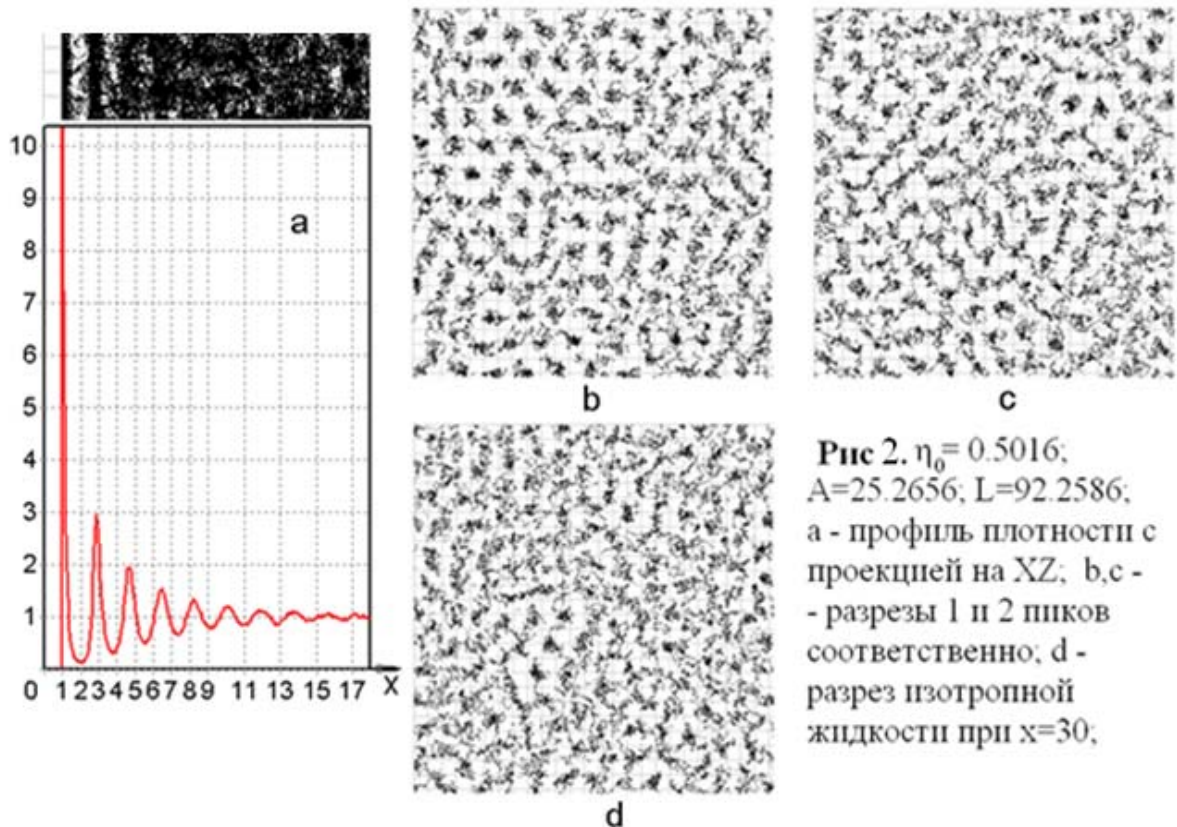 10
9
8
7
6
5
4
3
2
1
0 1 2 3 4 5 6 7 8 9 11 13 15 17 X
a
b
c
d
Рис 2. η₀= 0.5016;
A=25.2656; L=92.2586;
a - профиль плотности с
проекцией на XZ; b,c -
- разрезы 1 и 2 пиков
соответственно; d -
разрез изотропной
жидкости при x=30;